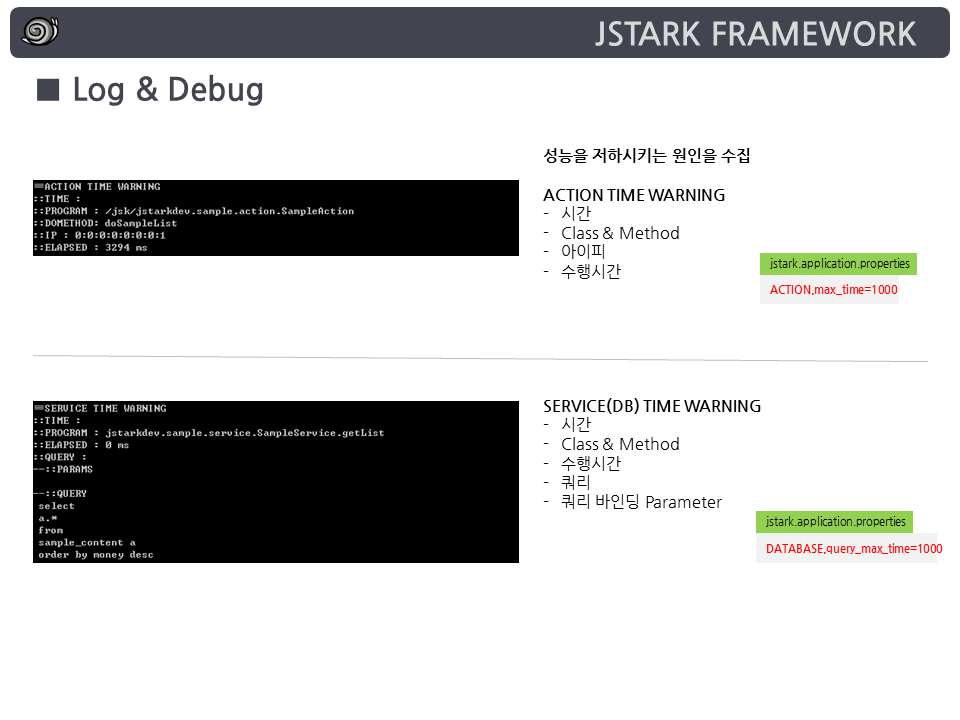 JSTARK FRAMEWORK
■ Log & Debug
성능을 저하시키는 원인을 수집
=ACTION TIME WARNING
::TIME :
::PROGRAM : /jsk/jstarkdev.sample.action.SampleAction
::DOMETHOD: doSampleList
::IP : 0:0:0:0:0:0:0:1
::ELAPSED : 3294 ms
ACTION TIME WARNING
- 시간
- Class & Method
- 아이피
- 수행시간
jstark.application.properties
ACTION.max_time=1000
=SERVICE TIME WARNING
::TIME :
::PROGRAM : jstarkdev.sample.service.SampleService.getList
::ELAPSED : 0 ms
::QUERY :
--::PARAMS
--::QUERY
select
a.*
from
sample_content a
order by money desc
SERVICE(DB) TIME WARNING
- 시간
- Class & Method
- 수행시간
- 쿼리
- 쿼리 바인딩 Parameter
jstark.application.properties
DATABASE.query_max_time=1000